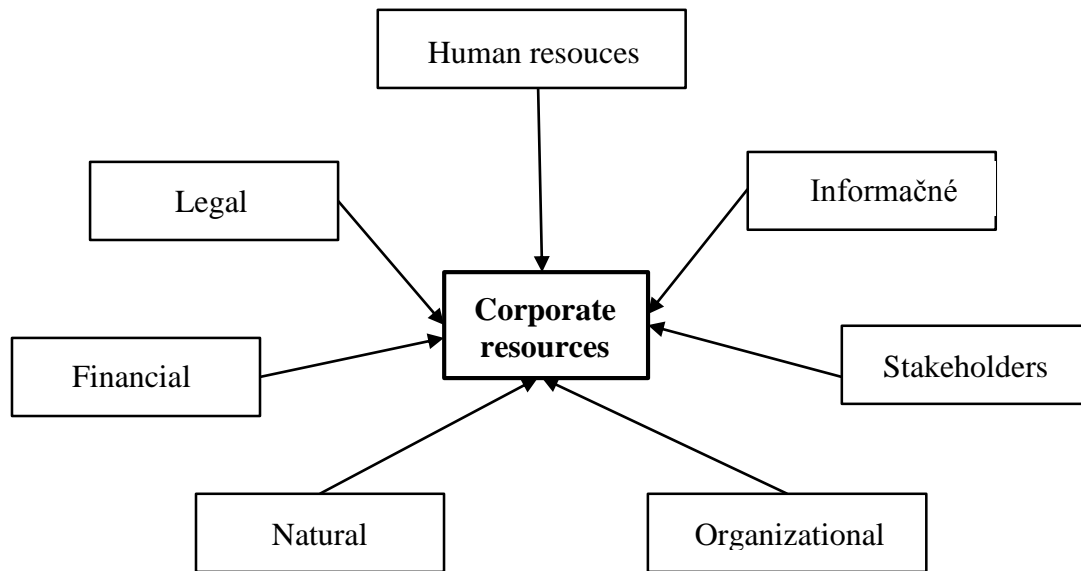 Human resouces
Legal
Informačné
Corporate
resources
Financial
Stakeholders
Natural
Organizational